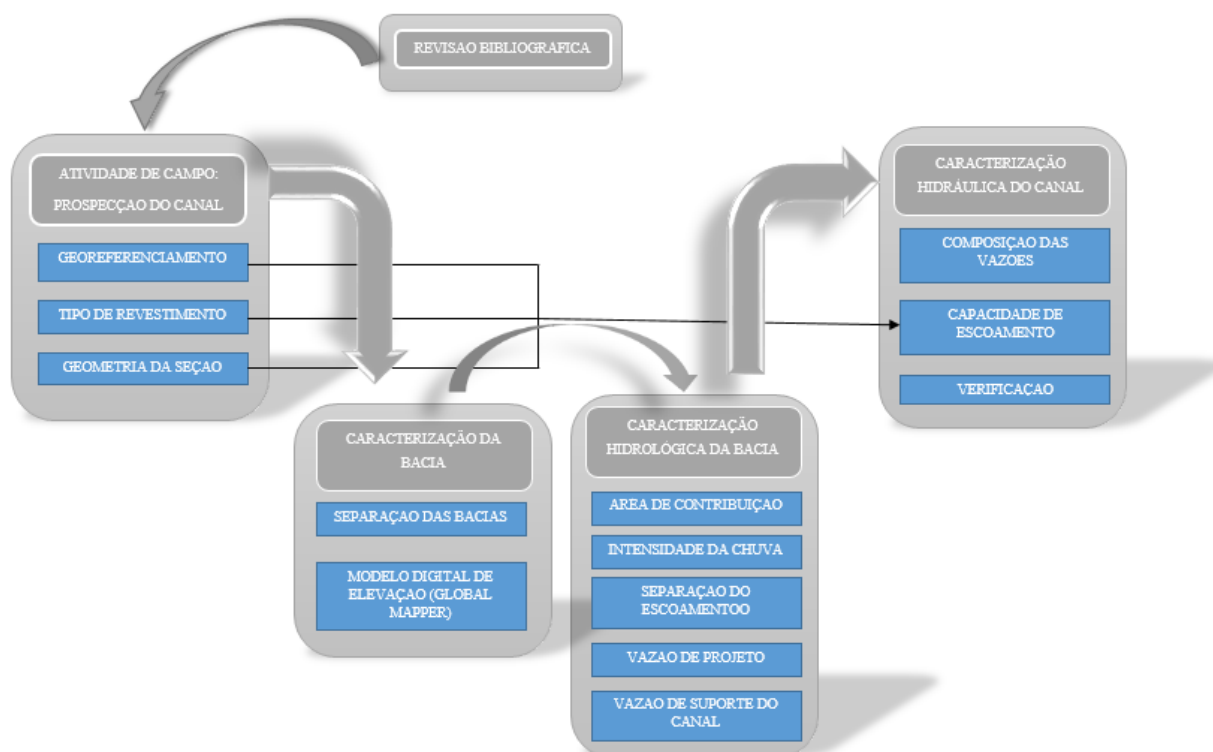 REVISAO BIBLIOGRAFICA
ATIVIDADE DE CAMPO:
PROSPECÇAO DO CANAL
GEOREFERENCIAMENTO
TIPO DE REVESTIMENTO
GEOMETRIA DA SEÇAO
CARACTERIZAÇÃO DA
BACIA
SEPARAÇAO DAS BACIAS
MODELO DIGITAL DE
ELEVAÇAO (GLOBAL
MAPPER)
CARACTERIZAÇÃO
HIDROLÓGICA DA BACIA
AREA DE CONTRIBUIÇAO
INTENSIDADE DA CHUVA
SEPARAÇAO DO
ESCOAMENTOO
VAZAO DE PROJETO
VAZAO DE SUPORTE DO
CANAL
CARACTERIZAÇÃO
HIDRÁULICA DO CANAL
COMPOSIÇAO DAS
VAZOES
CAPACIDADE DE
ESCOAMENTO
VERIFICAÇAO